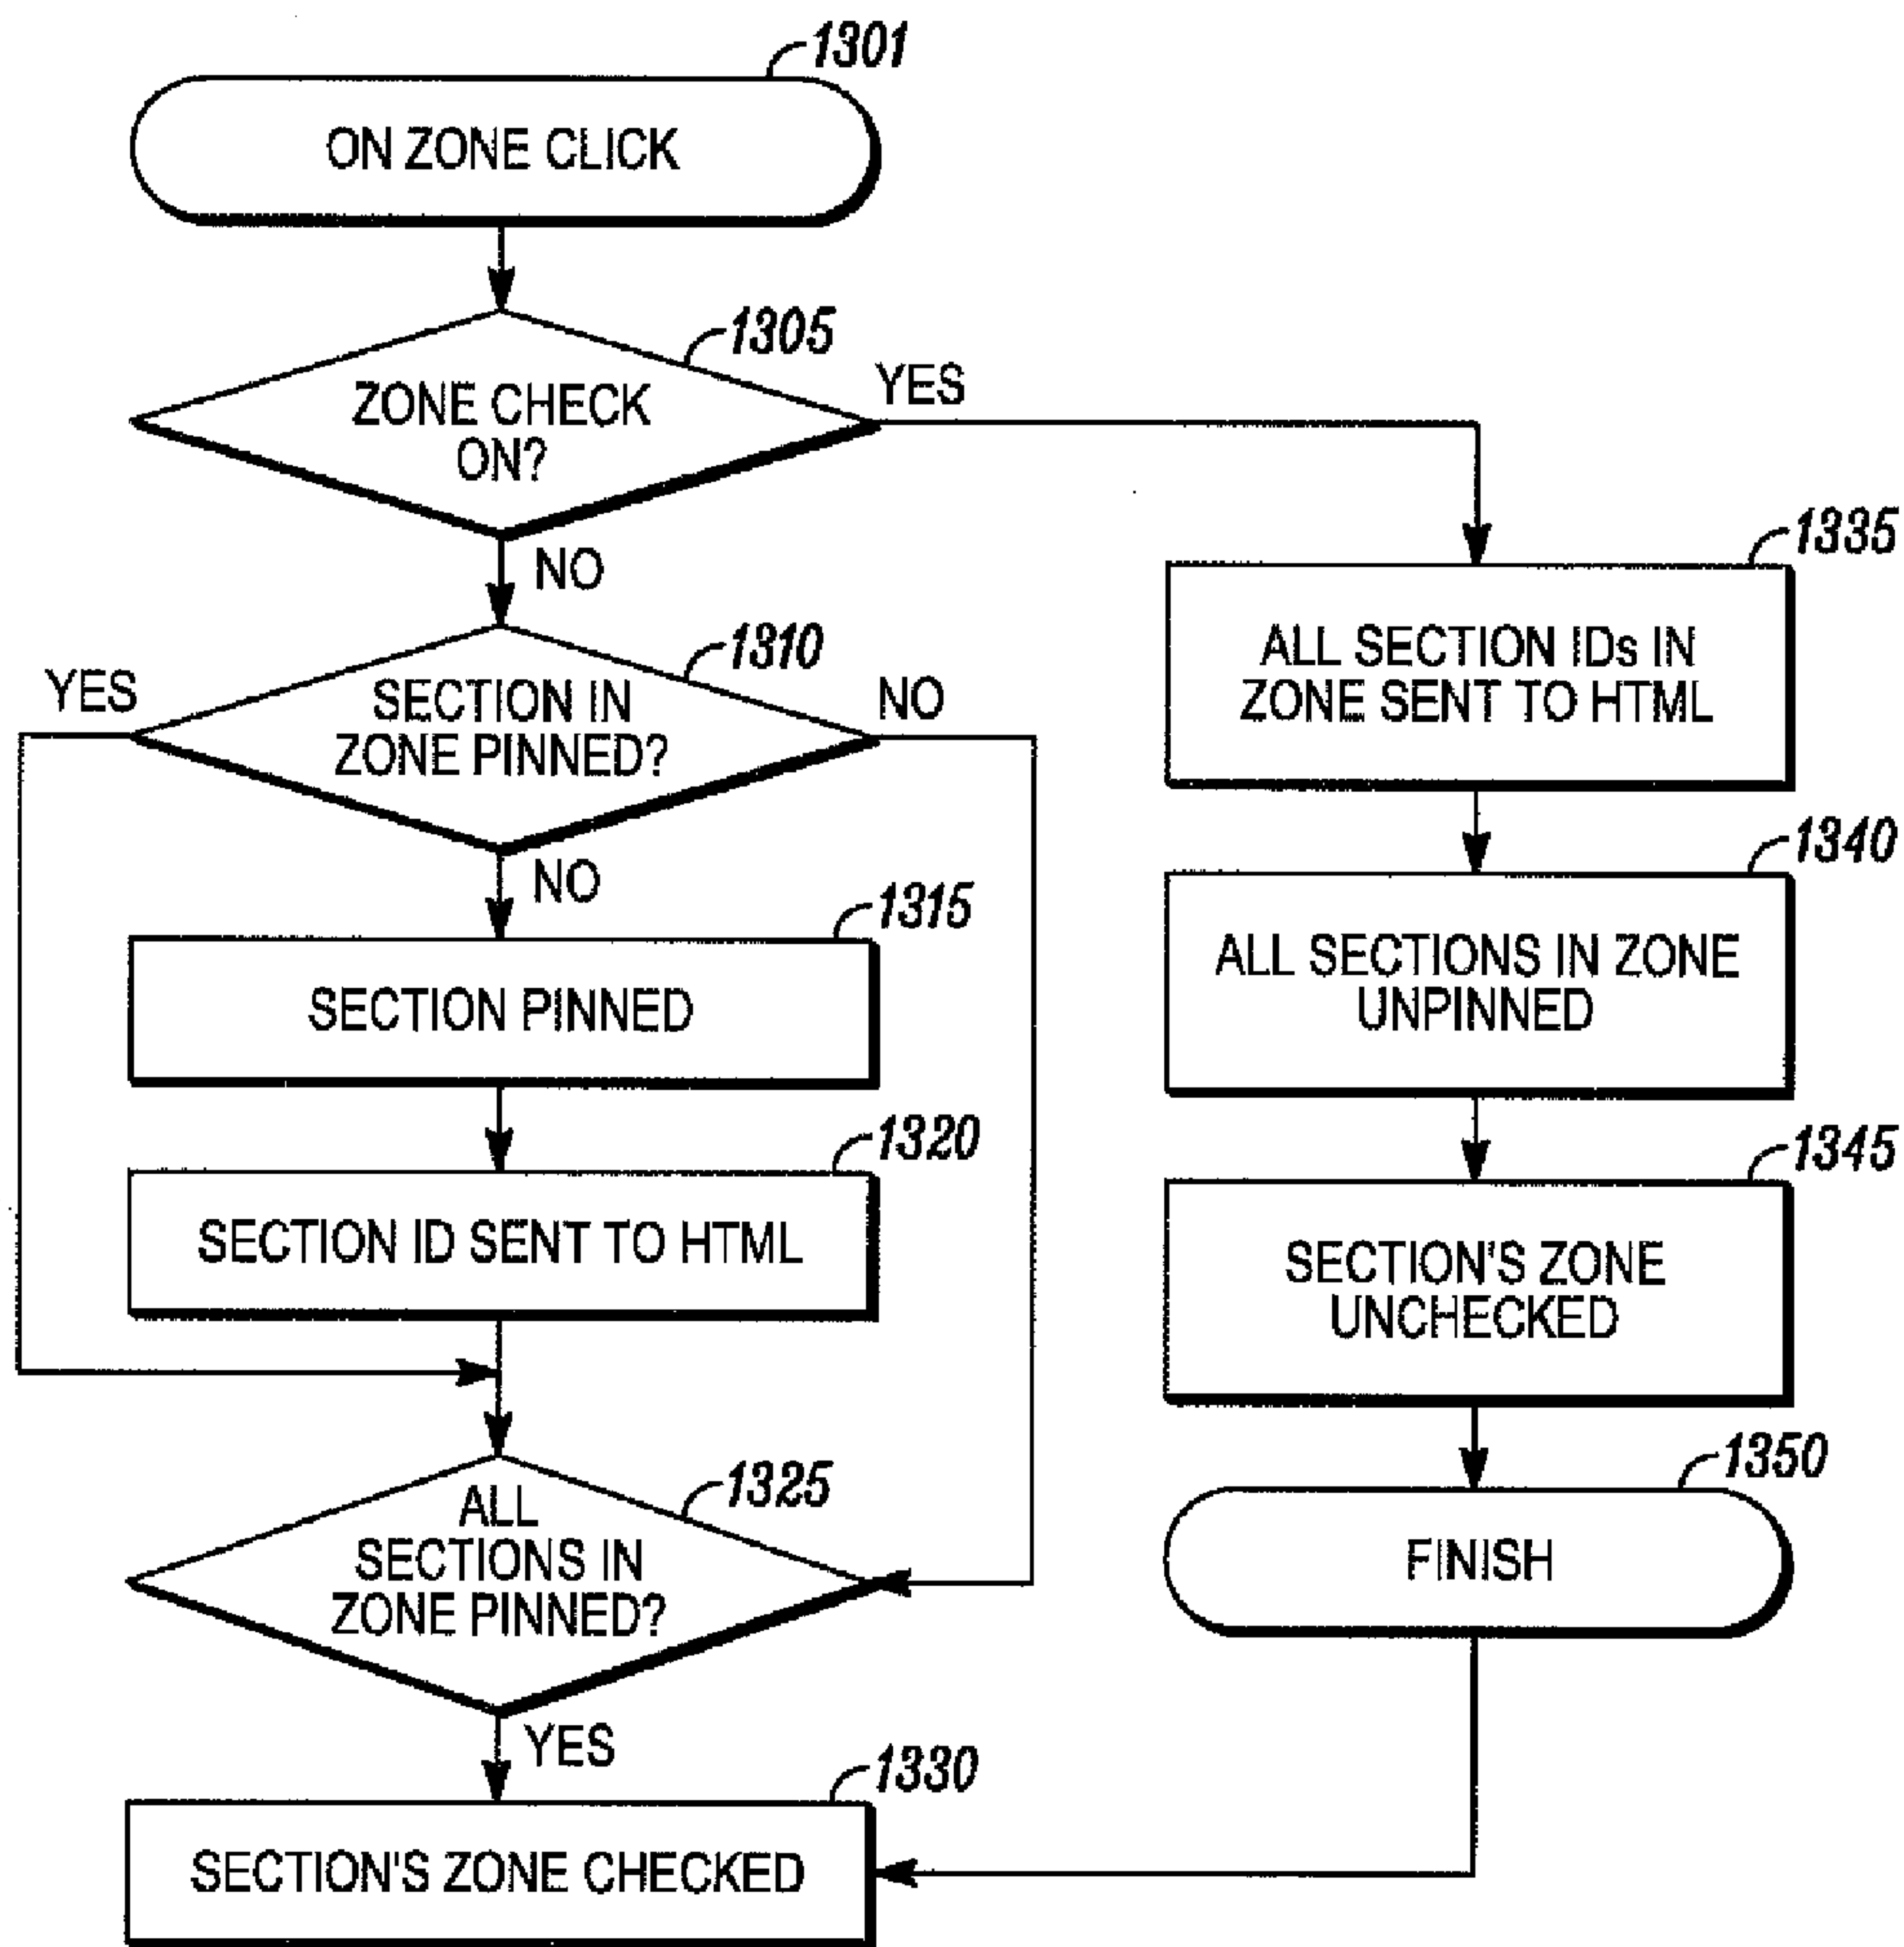 1301
ON ZONE CLICK
1305
ZONE CHECK
ON?
YES
NO
1310
SECTION IN
ZONE PINNED?
YES
NO
NO
1315
SECTION PINNED
1320
SECTION ID SENT TO HTML
1325
ALL
SECTIONS IN
ZONE PINNED?
YES
1330
SECTION'S ZONE CHECKED
1335
ALL SECTION IDs IN
ZONE SENT TO HTML
1340
ALL SECTIONS IN ZONE
UNPINNED
1345
SECTION'S ZONE
UNCHECKED
1350
FINISH